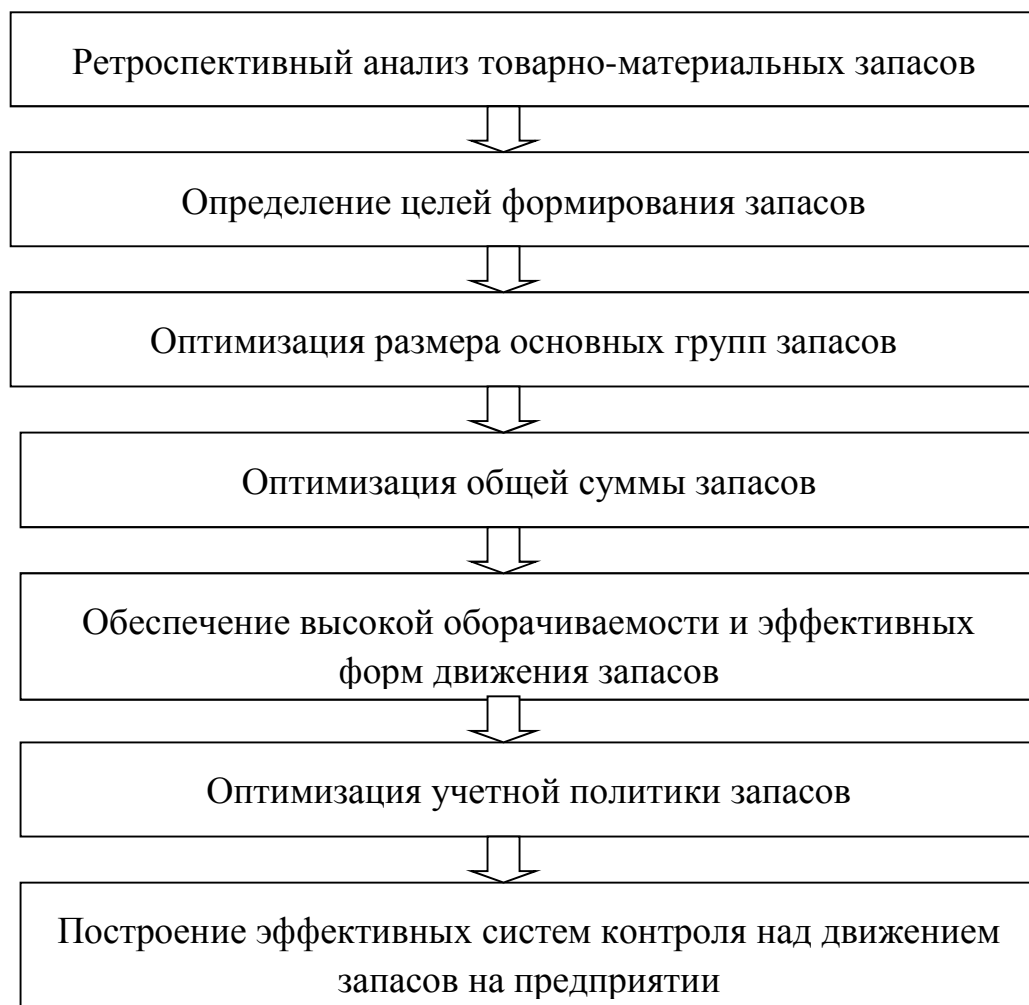 Ретроспективный анализ товарно-материальных запасов
Определение целей формирования запасов
Оптимизация размера основных групп запасов
Оптимизация общей суммы запасов
Обеспечение высокой оборачиваемости и эффективных
форм движения запасов
Оптимизация учетной политики запасов
Построение эффективных систем контроля над движением
запасов на предприятии